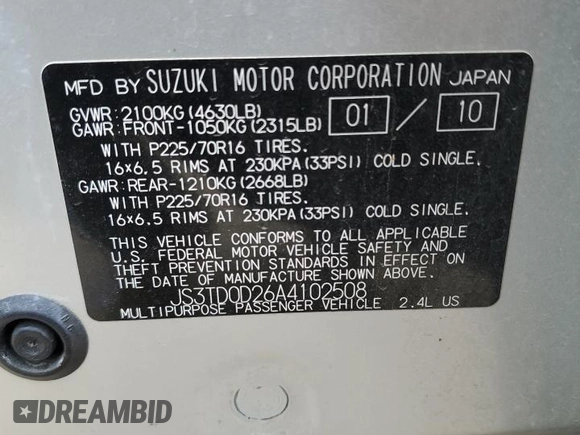 MFD BY SUZUKI MOTOR CORPORATION JAPAN
GVWR: 2100KG (4630LB)
GAWR: FRONT-1050KG (2315LB)
01 / 10
WITH P225/70R16 TIRES.
16x6.5 RIMS AT 230KPA (33PSI) COLD SINGLE.
GAWR: REAR-1210KG (2668LB)
WITH P225/70R16 TIRES.
16x6.5 RIMS AT 230KPA (33PSI) COLD SINGLE.
THIS VEHICLE CONFORMS TO ALL APPLICABLE
U.S. FEDERAL MOTOR VEHICLE SAFETY AND
THEFT PREVENTION STANDARDS IN EFFECT ON
THE DATE OF MANUFACTURE SHOWN ABOVE.
JS3TD0D26A4102508
MULTIPURPOSE PASSENGER VEHICLE 2.4L US
DREAMBID